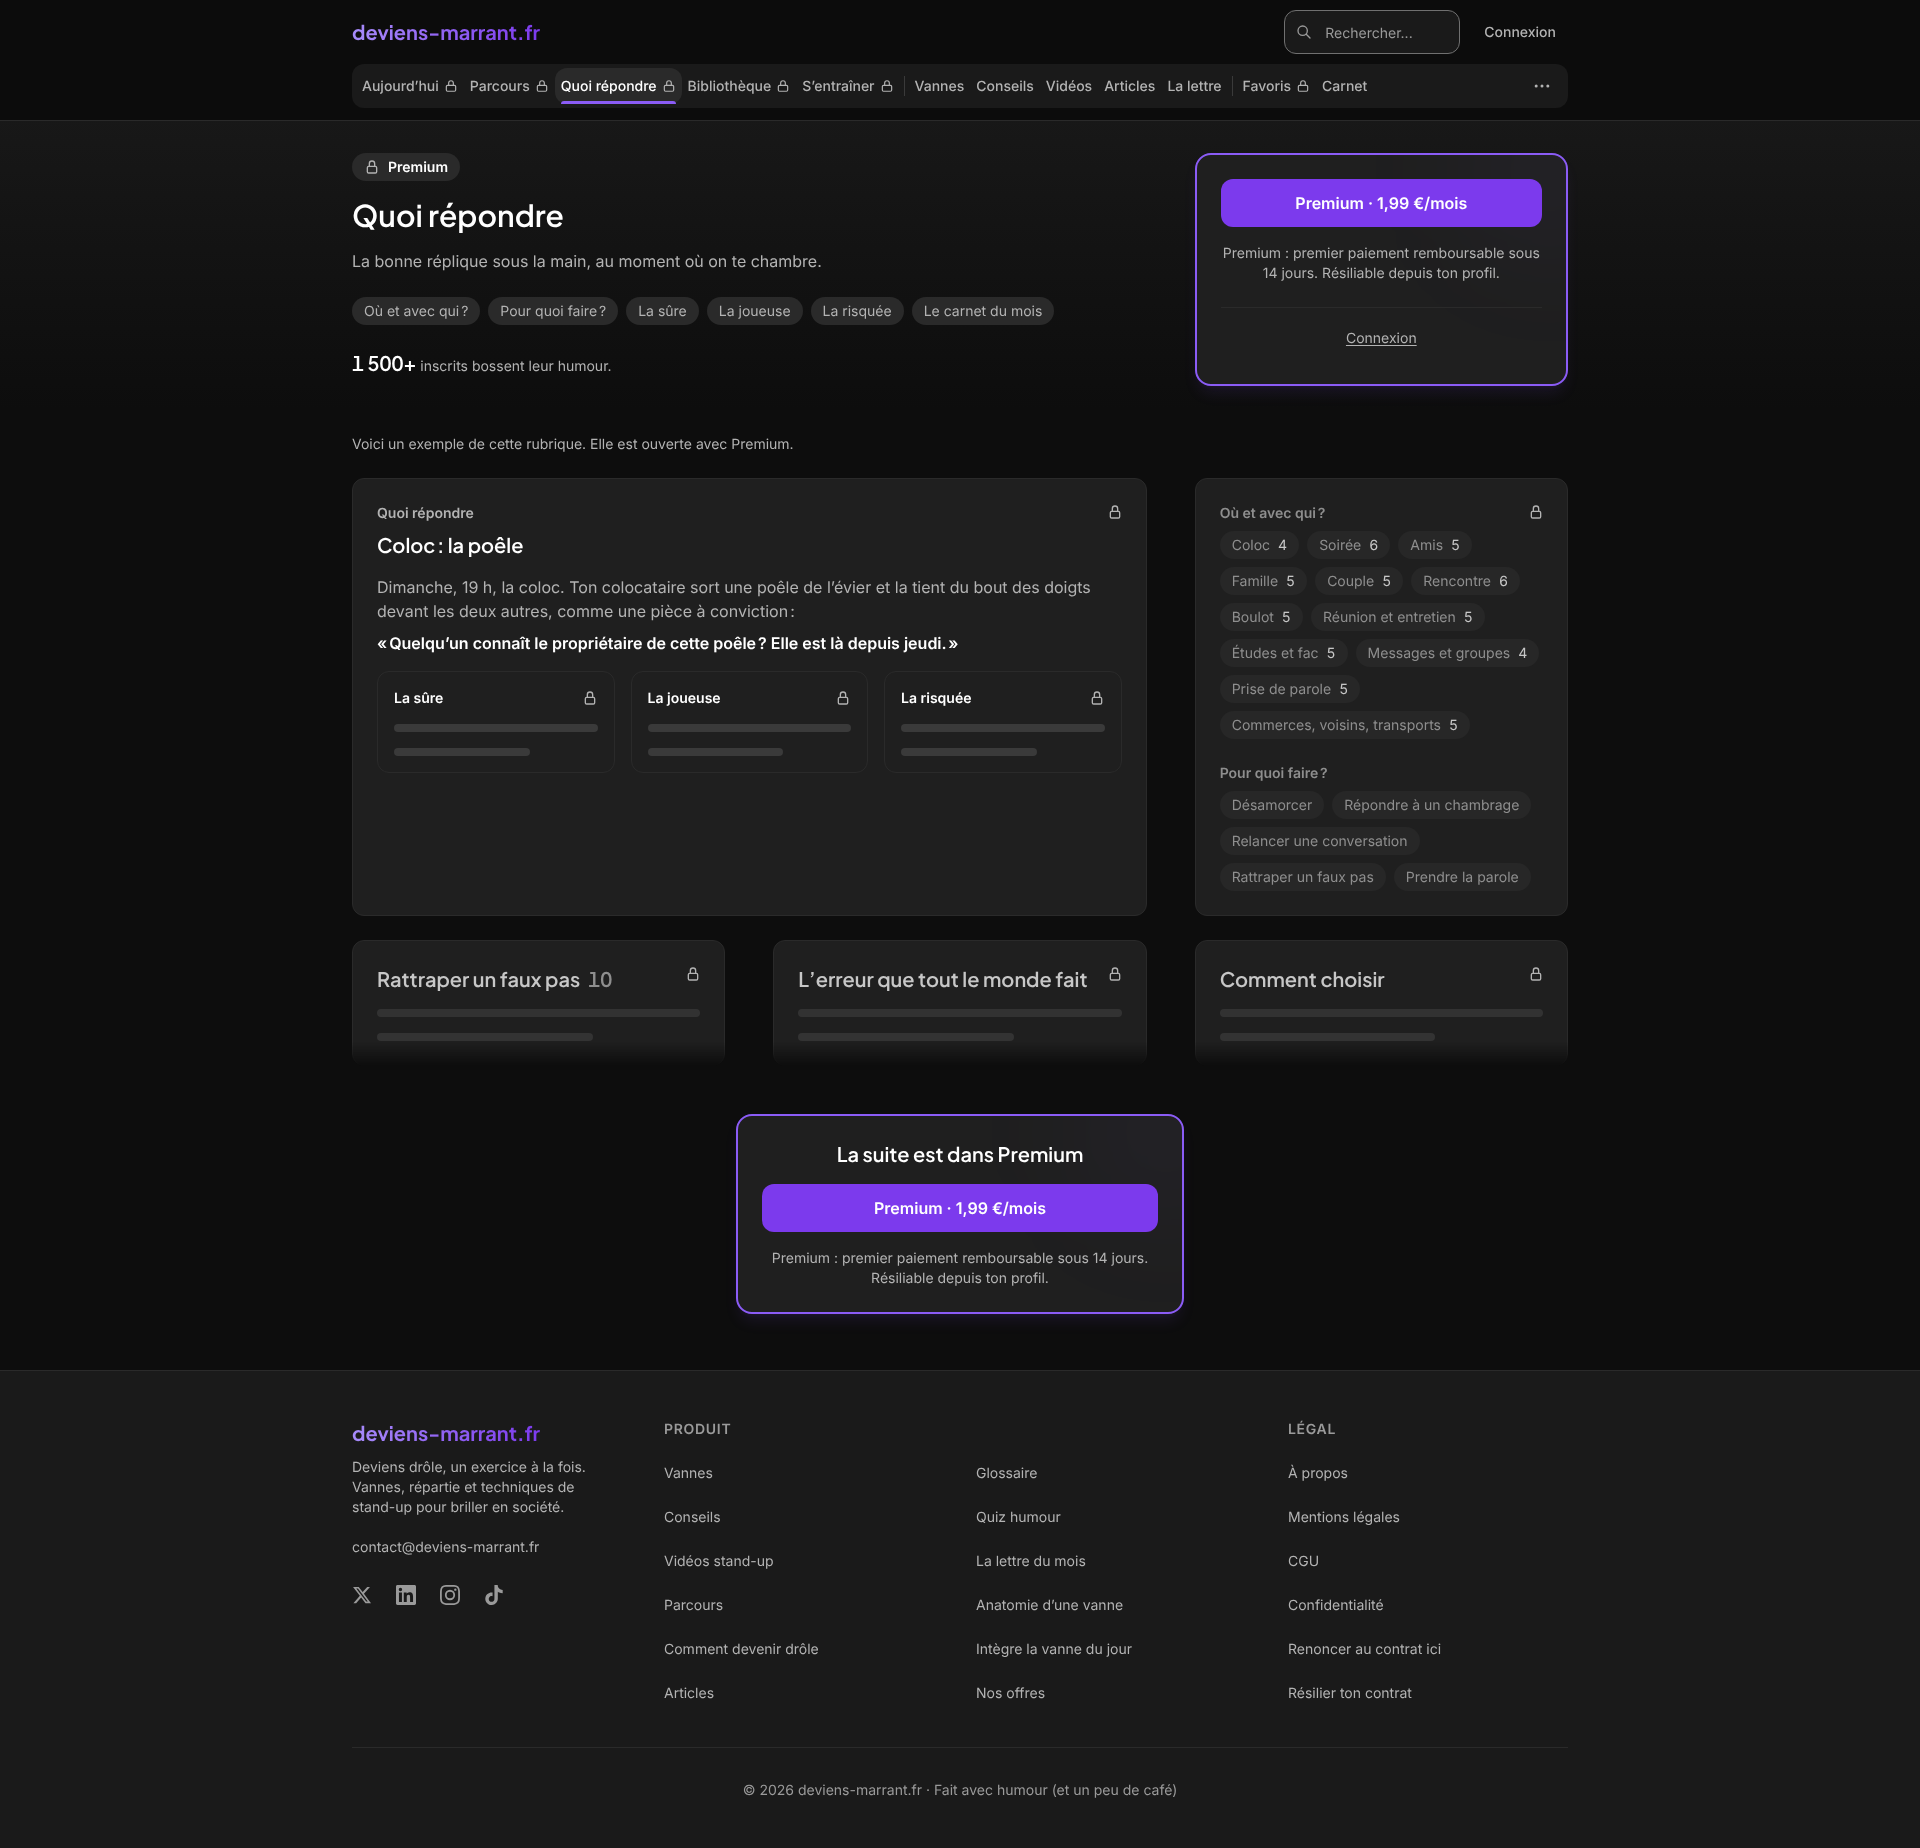 deviens-marrant.fr
Rechercher...
Connexion
Aujourd’hui
Parcours
Quoi répondre
Bibliothèque
S’entraîner
Vannes
Conseils
Vidéos
Articles
La lettre
Favoris
Carnet
Premium
Quoi répondre
La bonne réplique sous la main, au moment où on te chambre.
Où et avec qui ?
Pour quoi faire ?
La sûre
La joueuse
La risquée
Le carnet du mois
1 500+ inscrits bossent leur humour.
Premium · 1,99 €/mois
Premium : premier paiement remboursable sous
14 jours. Résiliable depuis ton profil.
Connexion
Voici un exemple de cette rubrique. Elle est ouverte avec Premium.
Quoi répondre
Coloc : la poêle
Dimanche, 19 h, la coloc. Ton colocataire sort une poêle de l’évier et la tient du bout des doigts
devant les deux autres, comme une pièce à conviction :
« Quelqu’un connaît le propriétaire de cette poêle ? Elle est là depuis jeudi. »
La sûre
La joueuse
La risquée
Où et avec qui ?
Coloc 4
Soirée 6
Amis 5
Famille 5
Couple 5
Rencontre 6
Boulot 5
Réunion et entretien 5
Études et fac 5
Messages et groupes 4
Prise de parole 5
Commerces, voisins, transports 5
Pour quoi faire ?
Désamorcer
Répondre à un chambrage
Relancer une conversation
Rattraper un faux pas
Prendre la parole
Rattraper un faux pas 10
L’erreur que tout le monde fait
Comment choisir
La suite est dans Premium
Premium · 1,99 €/mois
Premium : premier paiement remboursable sous 14 jours.
Résiliable depuis ton profil.
deviens-marrant.fr
Deviens drôle, un exercice à la fois.
Vannes, répartie et techniques de
stand-up pour briller en société.
contact@deviens-marrant.fr
PRODUIT
Vannes
Conseils
Vidéos stand-up
Parcours
Comment devenir drôle
Articles
Glossaire
Quiz humour
La lettre du mois
Anatomie d’une vanne
Intègre la vanne du jour
Nos offres
LÉGAL
À propos
Mentions légales
CGU
Confidentialité
Renoncer au contrat ici
Résilier ton contrat
© 2026 deviens-marrant.fr · Fait avec humour (et un peu de café)